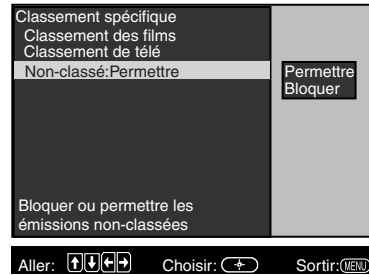 Classement spécifique
Classement des films
Classement de télé
Non-classé:Permettre
Permettre
Bloquer
Bloquer ou permettre les
émissions non-classées
Aller: Choisir: Sortir: MENU